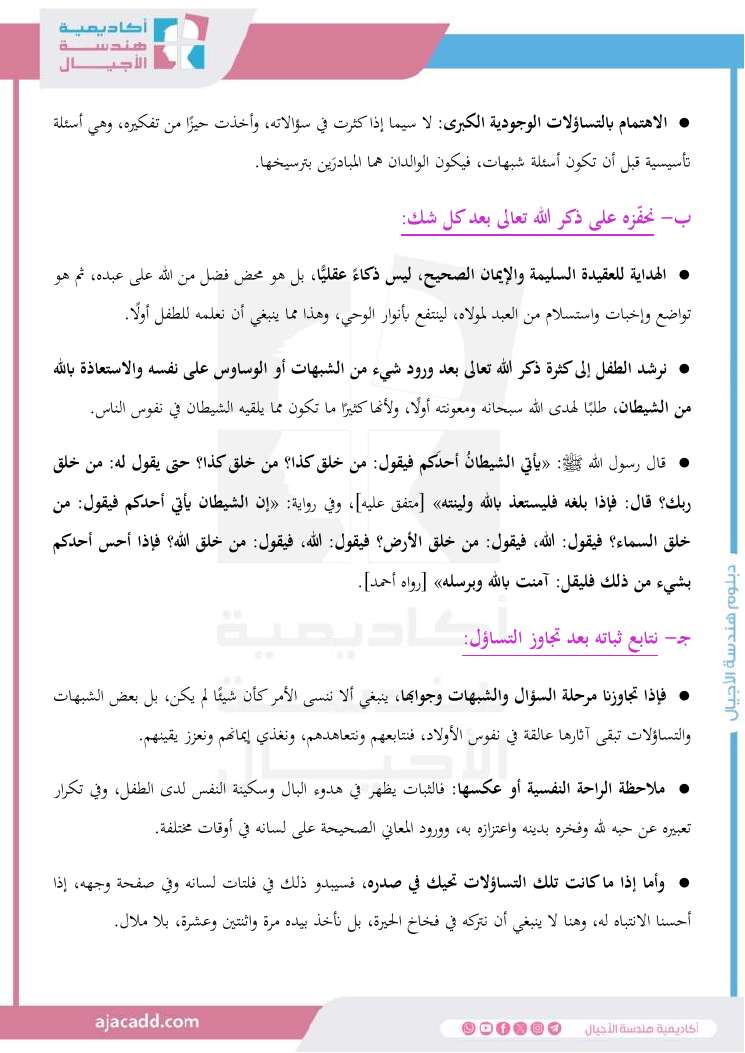 أكاديمية
هندسة
الأجيال
● الاهتمام بالتساؤلات الوجودية الكبرى: لا سيما إذا كثرت في سؤالاته، وأخذت حيزًا من تفكيره، وهي أسئلة
تأسيسية قبل أن تكون أسئلة شبهات، فيكون الوالدان هما المبادرَين بترسيخها.
ب- نحفّزه على ذكر الله تعالى بعد كل شك:
● الهداية للعقيدة السليمة والإيمان الصحيح، ليس ذكاءً عقليًّا، بل هو محض فضل من الله على عبده، ثم هو
تواضع وإخبات واستسلام من العبد لمولاه، لينتفع بأنوار الوحي، وهذا مما ينبغي أن نعلمه للطفل أولًا.
● نرشد الطفل إلى كثرة ذكر الله تعالى بعد ورود شيء من الشبهات أو الوساوس على نفسه والاستعاذة بالله
من الشيطان، طلبًا لهدى الله سبحانه ومعونته أولًا، ولأنها كثيرًا ما تكون مما يلقيه الشيطان في نفوس الناس.
● قال رسول الله ﷺ: «يأتي الشيطانُ أحدَكم فيقول: من خلق كذا؟ من خلق كذا؟ حتى يقول له: من خلق
ربك؟ قال: فإذا بلغه فليستعذ بالله ولينته» [متفق عليه]، وفي رواية: «إن الشيطان يأتي أحدكم فيقول: من
خلق السماء؟ فيقول: الله، فيقول: من خلق الأرض؟ فيقول: الله، فيقول: من خلق الله؟ فإذا أحس أحدكم
بشيء من ذلك فليقل: آمنت بالله وبرسله» [رواه أحمد].
جـ- نتابع ثباته بعد تجاوز التساؤل:
● فإذا تجاوزنا مرحلة السؤال والشبهات وجوابها، ينبغي ألا ننسى الأمر كأن شيئًا لم يكن، بل بعض الشبهات
والتساؤلات تبقى آثارها عالقة في نفوس الأولاد، فنتابعهم ونتعاهدهم، ونغذي إيمانهم ونعزز يقينهم.
● ملاحظة الراحة النفسية أو عكسها: فالثبات يظهر في هدوء البال وسكينة النفس لدى الطفل، وفي تكرار
تعبيره عن حبه لله وفخره بدينه واعتزازه به، وورود المعاني الصحيحة على لسانه في أوقات مختلفة.
● وأما إذا ما كانت تلك التساؤلات تحيك في صدره، فسيبدو ذلك في فلتات لسانه وفي صفحة وجهه، إذا
أحسنا الانتباه له، وهنا لا ينبغي أن نتركه في فخاخ الحيرة، بل نأخذ بيده مرة واثنتين وعشرة، بلا ملال.
دبلوم هندسة الأجيال
أكاديمية
هندسة
الأجيال
أكاديمية هندسة الأجيال
ajacadd.com